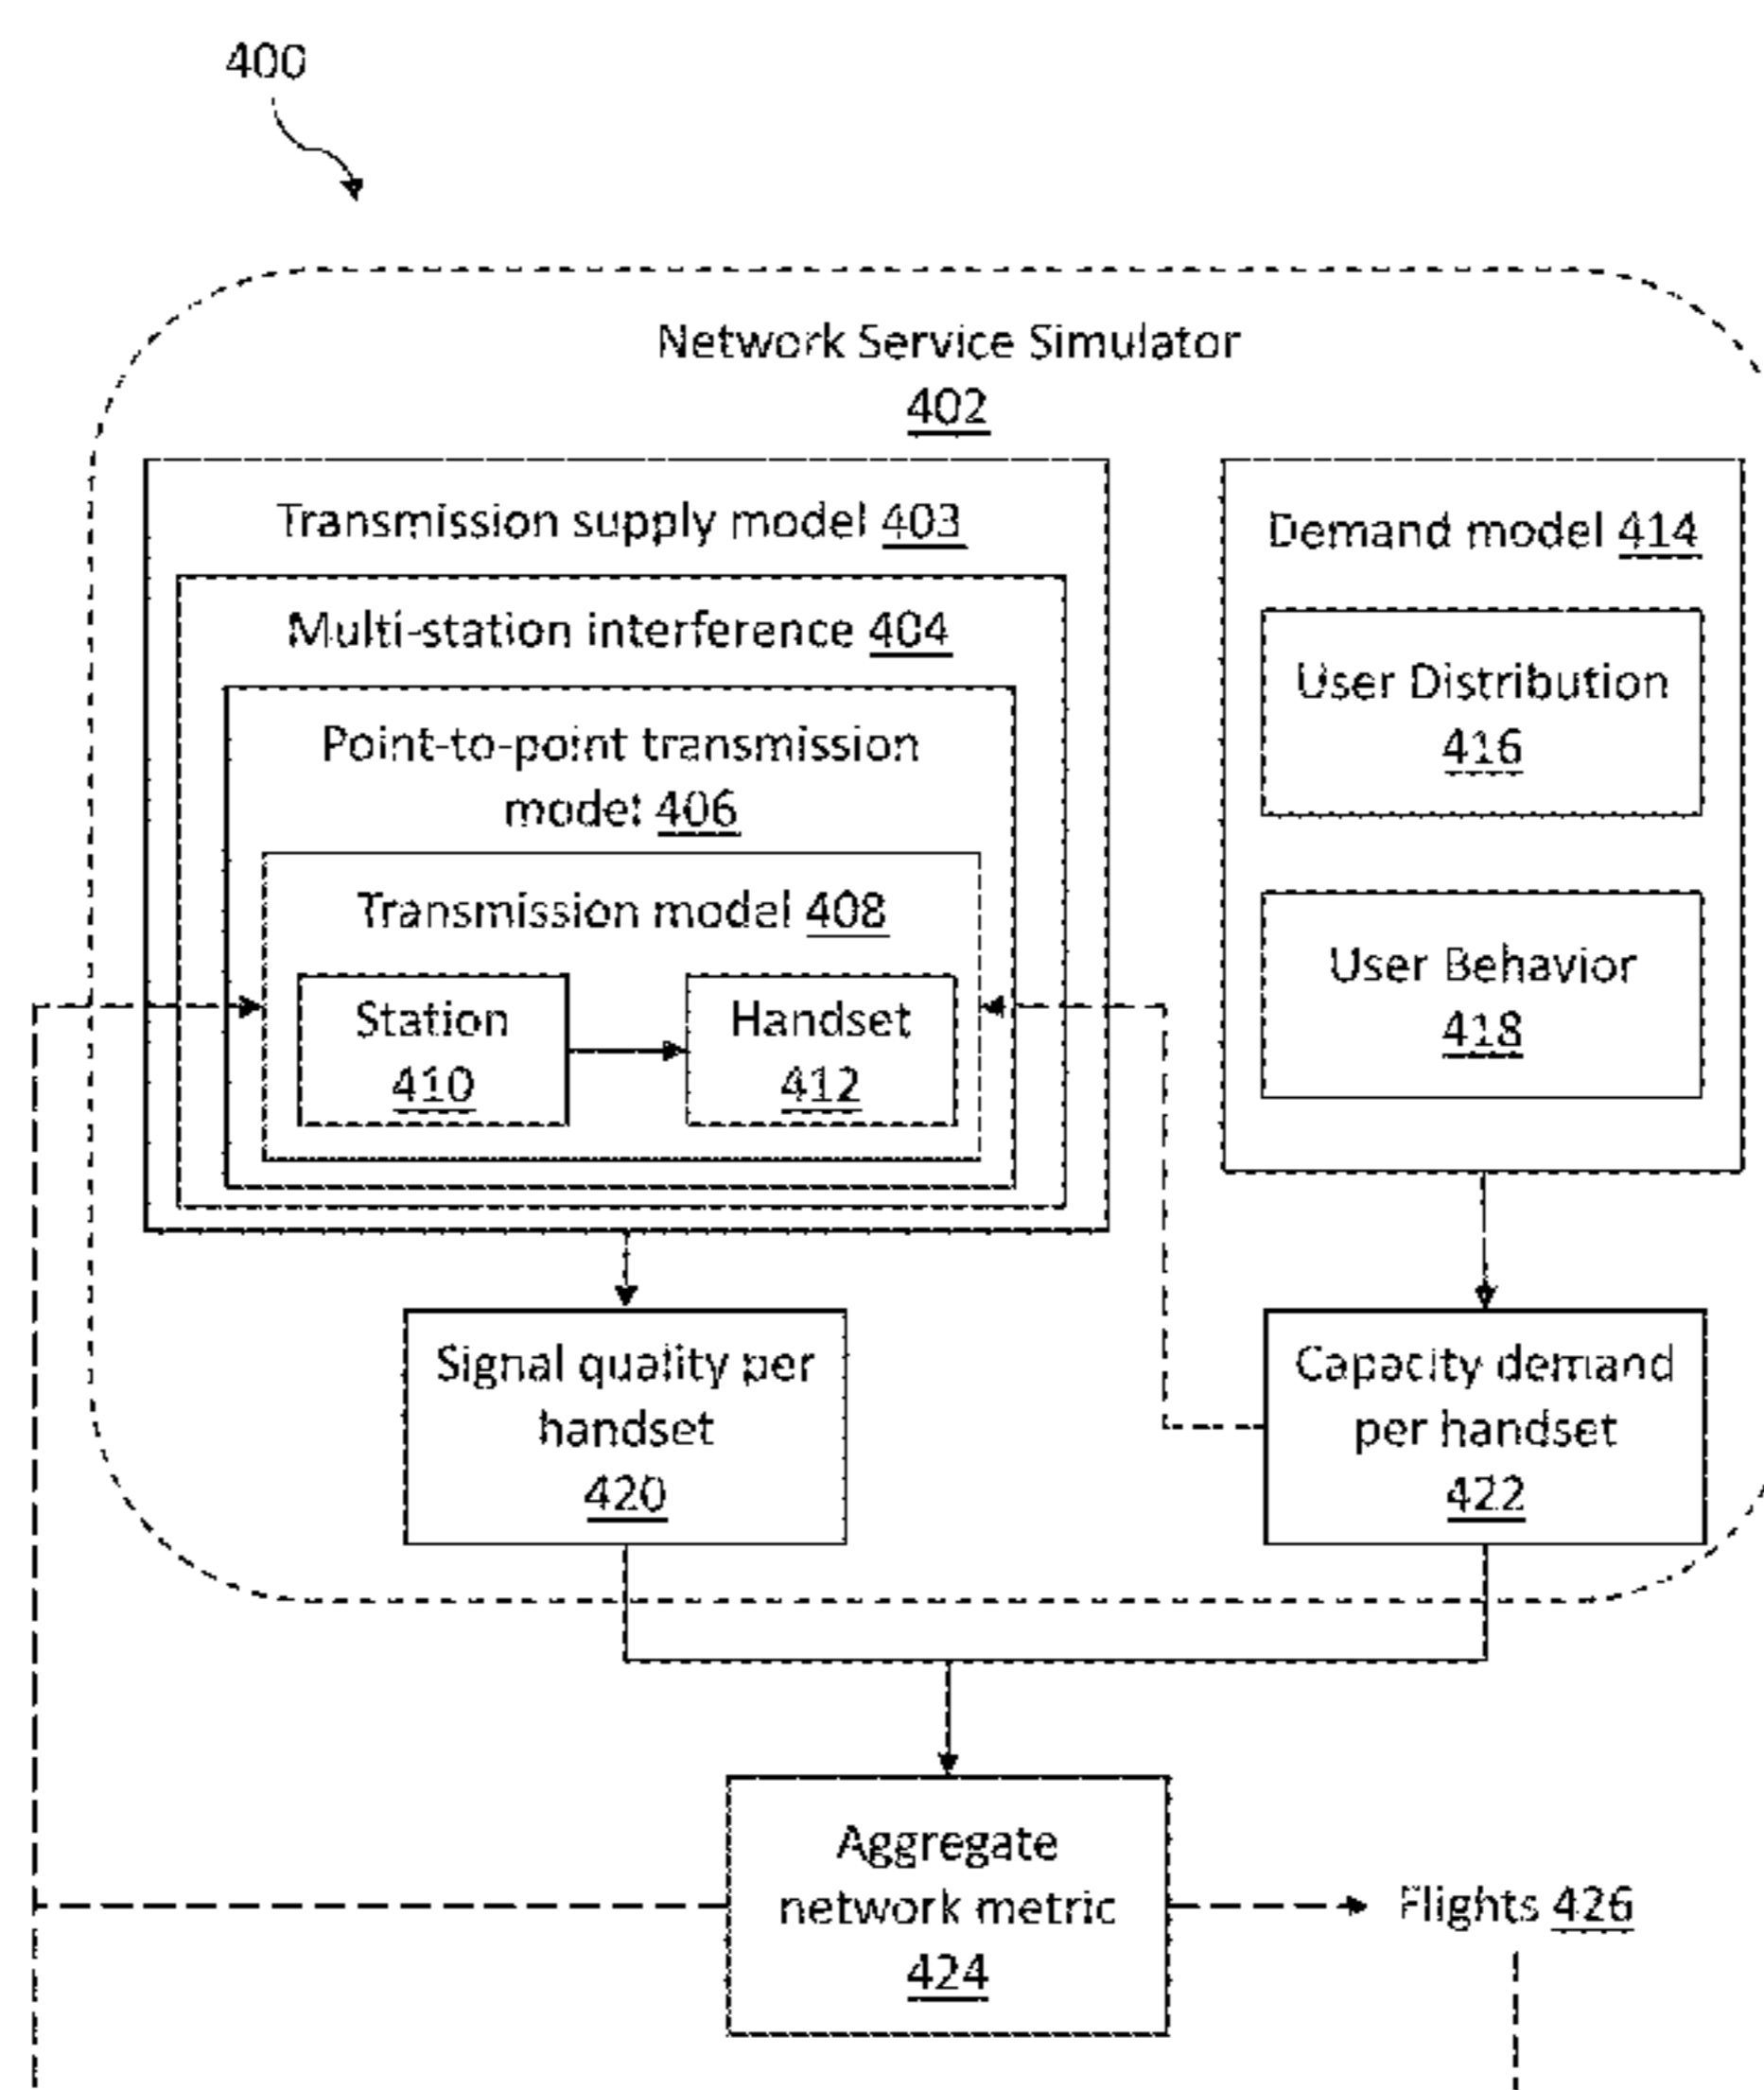 400
Network Service Simulator
402
Transmission supply model 403
Multi-station interference 404
Point-to-point transmission
model 406
Transmission model 408
Station
410
Handset
412
Demand model 414
User Distribution
416
User Behavior
418
Signal quality per
handset
420
Capacity demand
per handset
422
Aggregate
network metric
424
Flights 426